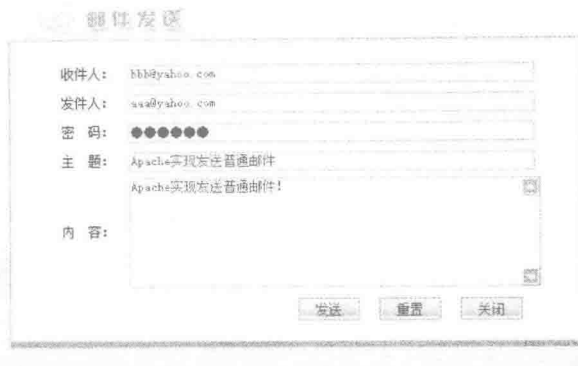 邮件发送
收件人: bbb@yahoo.com
发件人: aaa@yahoo.com
密 码: ●●●●●●
主 题: Apache实现发送普通邮件
内 容: Apache实现发送普通邮件!
发送 重置 关闭